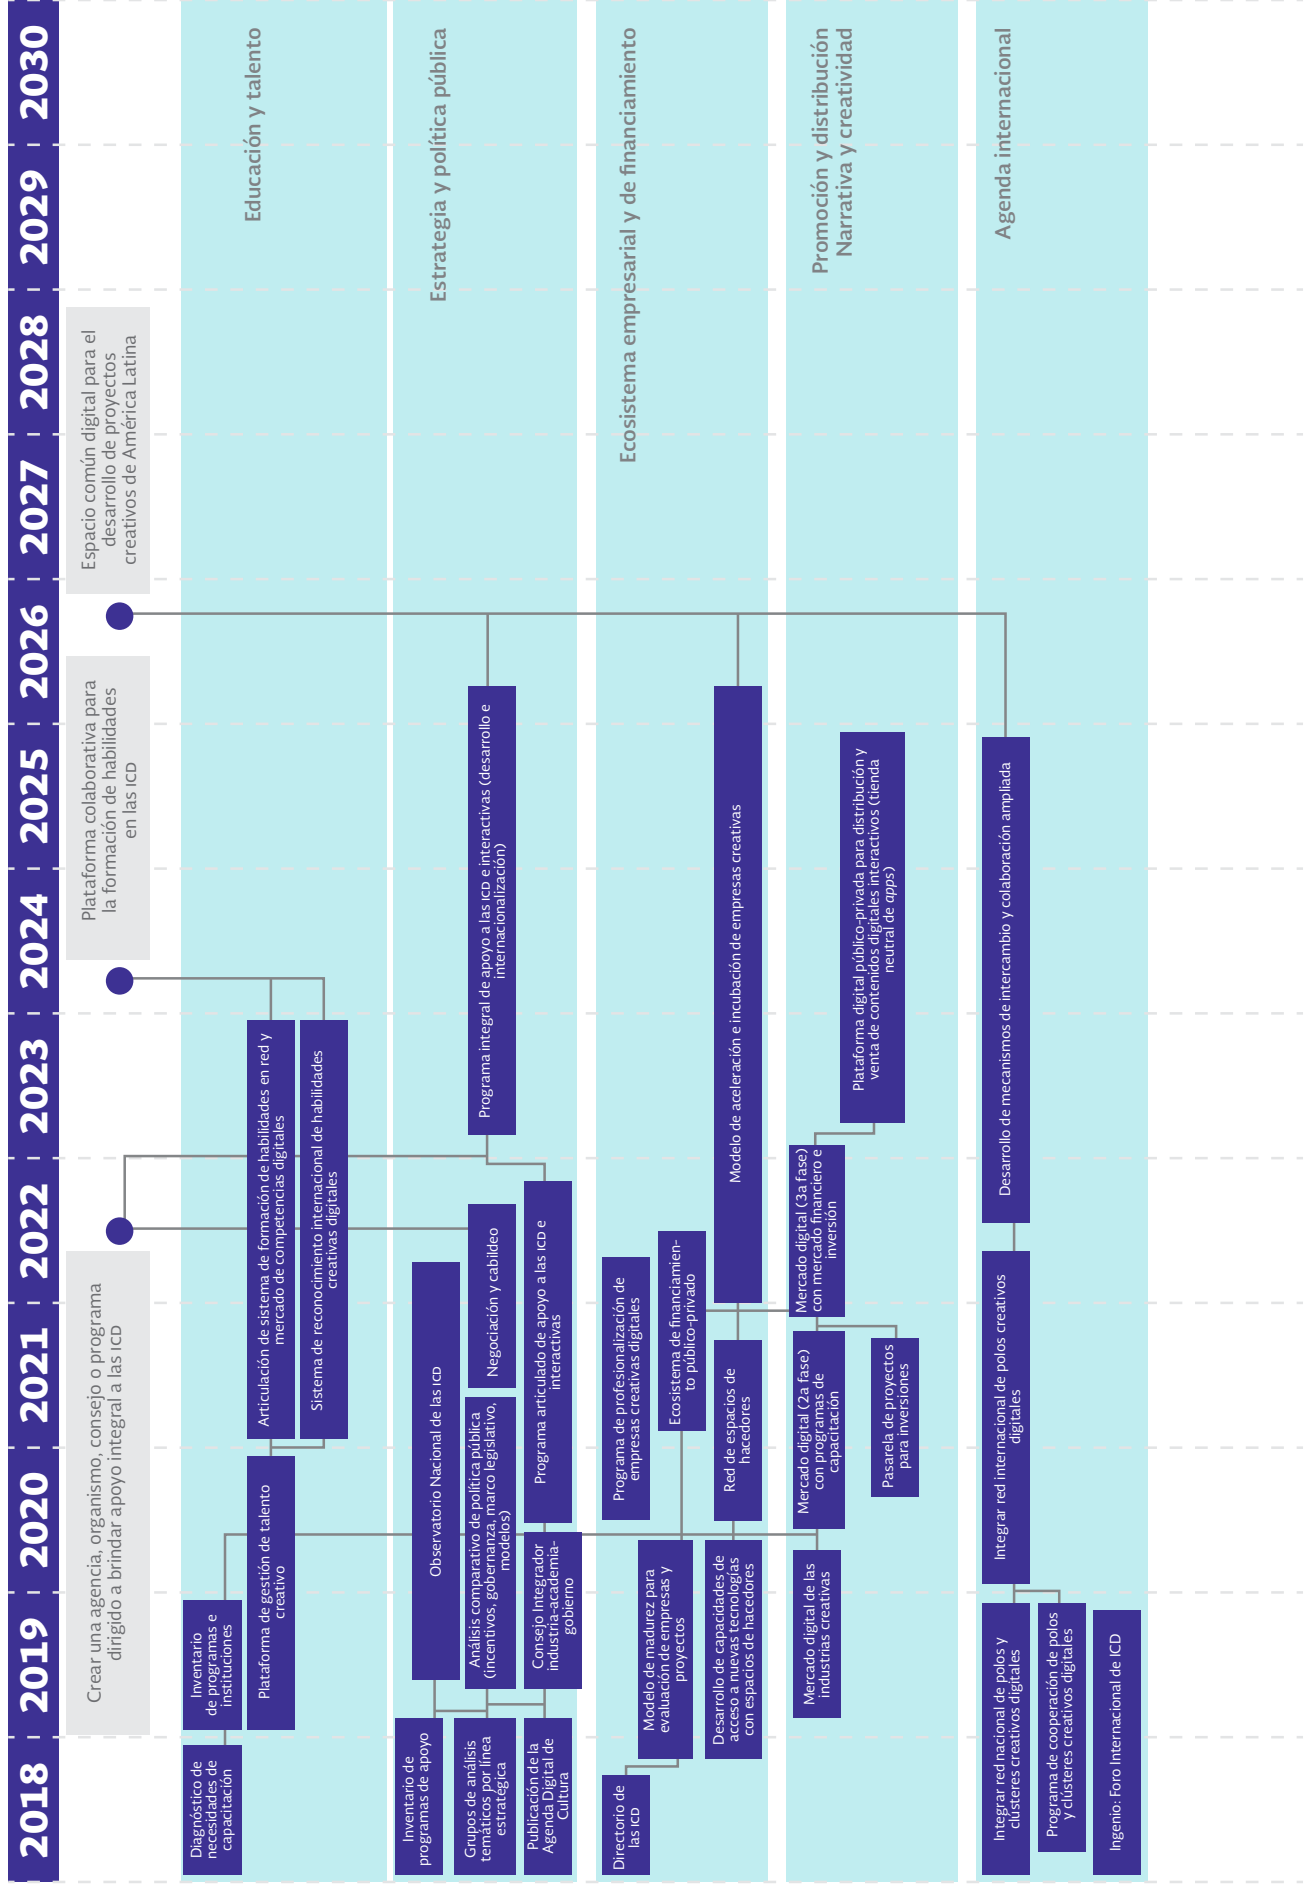 2018
2019
2020
2021
2022
2023
2024
2025
2026
2027
2028
2029
2030
Crear una agencia, organismo, consejo o programa
dirigido a brindar apoyo integral a las ICD
Plataforma colaborativa para
la formación de habilidades
en las ICD
Espacio común digital para el
desarrollo de proyectos
creativos de América Latina
Educación y talento
Diagnóstico de
necesidades de
capacitación
Inventario
de programas e
instituciones
Plataforma de gestión de talento
creativo
Articulación de sistema de formación de habilidades en red y
mercado de competencias digitales
Sistema de reconocimiento internacional de habilidades
creativas digitales
Estrategia y política pública
Inventario de
programas de apoyo
Grupos de análisis
temáticos por línea
estratégica
Publicación de la
Agenda Digital de
Cultura
Observatorio Nacional de las ICD
Análisis comparativo de política pública
(incentivos, gobernanza, marco legislativo,
modelos)
Consejo Integrador
industria-academia-
gobierno
Negociación y cabildeo
Programa articulado de apoyo a las ICD e
interactivas
Programa integral de apoyo a las ICD e interactivas (desarrollo e
internacionalización)
Ecosistema empresarial y de financiamiento
Directorio de
las ICD
Modelo de madurez para
evaluación de empresas y
proyectos
Desarrollo de capacidades de
acceso a nuevas tecnologías
con espacios de hacedores
Programa de profesionalización de
empresas creativas digitales
Ecosistema de financiamien-
to público-privado
Red de espacios de
hacedores
Modelo de aceleración e incubación de empresas creativas
Promoción y distribución
Narrativa y creatividad
Mercado digital de las
industrias creativas
Mercado digital (2a fase)
con programas de
capacitación
Pasarela de proyectos
para inversiones
Mercado digital (3a fase)
con mercado financiero e
inversión
Plataforma digital público-privada para distribución y
venta de contenidos digitales interactivos (tienda
neutral de apps)
Agenda internacional
Integrar red nacional de polos y
clústeres creativos digitales
Programa de cooperación de polos
y clústeres creativos digitales
Ingenio: Foro Internacional de ICD
Integrar red internacional de polos creativos
digitales
Desarrollo de mecanismos de intercambio y colaboración ampliada